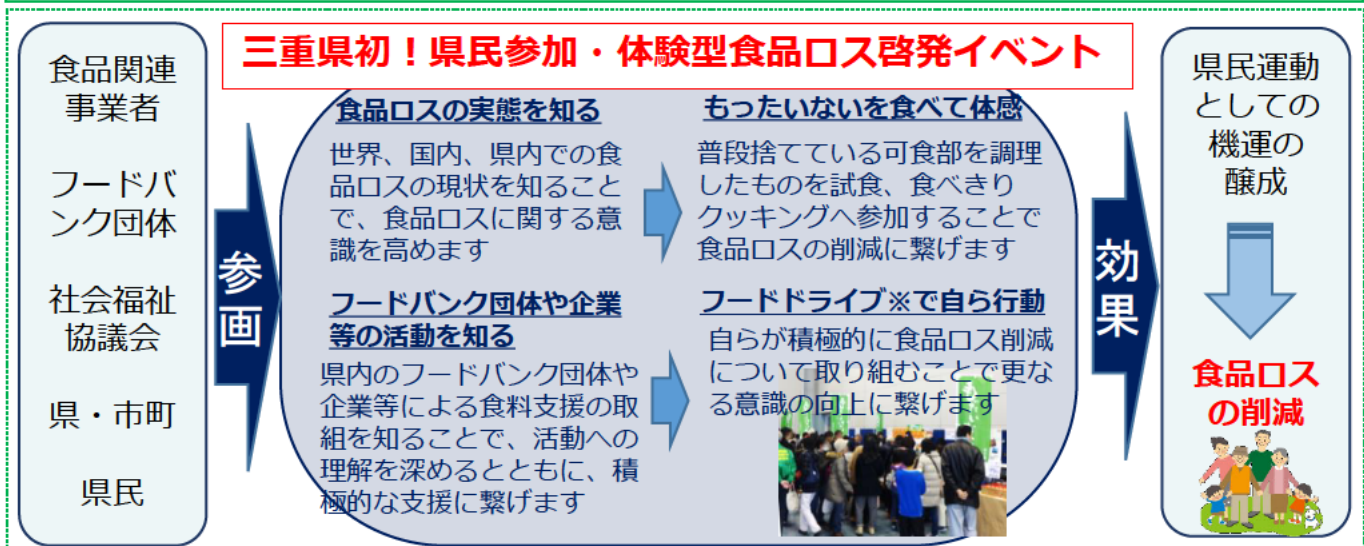 三重県初！県民参加・体験型食品ロス啓発イベント
食品関連
事業者
フードバ
ンク団体
社会福祉
協議会
県・市町
県民
参画
食品ロスの実態を知る
世界、国内、県内での食
品ロスの現状を知ること
で、食品ロスに関する意
識を高めます
もったいないを食べて体感
普段捨てている可食部を調理
したものを試食、食べきり
クッキングへ参加することで
食品ロスの削減に繋げます
フードバンク団体や企業
等の活動を知る
県内のフードバンク団体や
企業等による食料支援の取
組を知ることで、活動への
理解を深めるとともに、積
極的な支援に繋げます
フードドライブ※で自ら行動
自らが積極的に食品ロス削減
について取り組むことで更な
る意識の向上に繋げます
効果
県民運動
としての
機運の
醸成
食品ロス
の削減